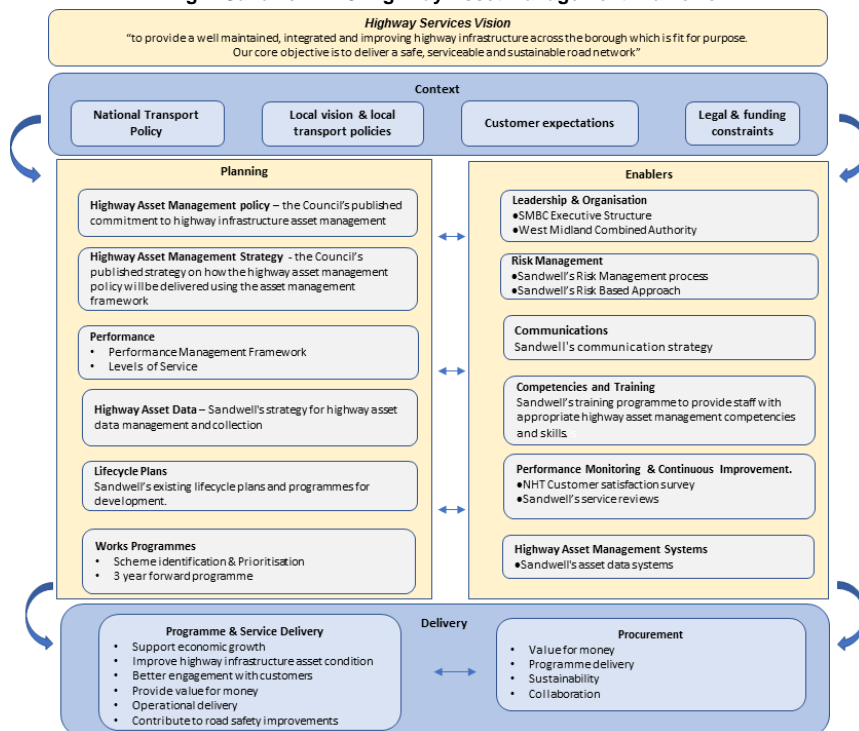 Highway Services Vision
“to provide a well maintained, integrated and improving highway infrastructure across the borough which is fit for purpose.
Our core objective is to deliver a safe, serviceable and sustainable road network”
Context
National Transport
Policy
Local vision & local
transport policies
Customer expectations
Legal & funding
constraints
Planning
Highway Asset Management policy – the Council’s published
commitment to highway infrastructure asset management
Highway Asset Management Strategy - the Council’s
published strategy on how the highway asset management
policy will be delivered using the asset management
framework
Performance
• Performance Management Framework
• Levels of Service
Highway Asset Data – Sandwell's strategy for highway asset
data management and collection
Lifecycle Plans
Sandwell’s existing lifecycle plans and programmes for
development.
Works Programmes
• Scheme identification & Prioritisation
• 3 year forward programme
Enablers
Leadership & Organisation
●SMBC Executive Structure
●West Midland Combined Authority
Risk Management
●Sandwell’s Risk Management process
●Sandwell’s Risk Based Approach
Communications
Sandwell's communication strategy
Competencies and Training
Sandwell’s training programme to provide staff with
appropriate highway asset management competencies
and skills.
Performance Monitoring & Continuous Improvement.
●NHT Customer satisfaction survey
●Sandwell’s service reviews
Highway Asset Management Systems
●Sandwell's asset data systems
Delivery
Programme & Service Delivery
• Support economic growth
• Improve highway infrastructure asset condition
• Better engagement with customers
• Provide value for money
• Operational delivery
• Contribute to road safety improvements
Procurement
• Value for money
• Programme delivery
• Sustainability
• Collaboration